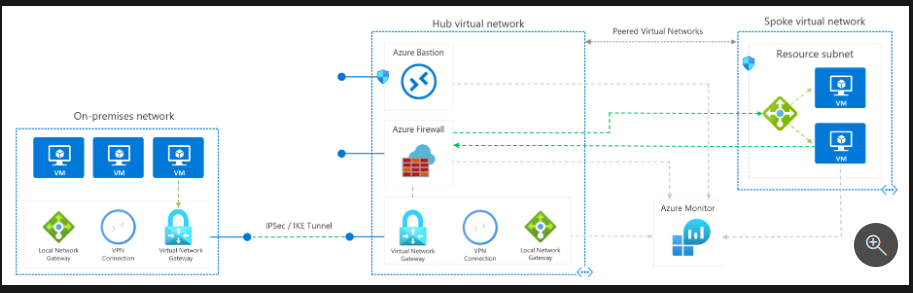 Hub virtual network
Spoke virtual network
Peered Virtual Networks
Azure Bastion
Resource subnet
VM
On-premises network
Azure Firewall
VM
VM
VM
VM
Azure Monitor
IPSec / IKE Tunnel
Local Network
Gateway
VPN
Connection
Virtual Network
Gateway
Virtual Network
Gateway
VPN
Connection
Local Network
Gateway